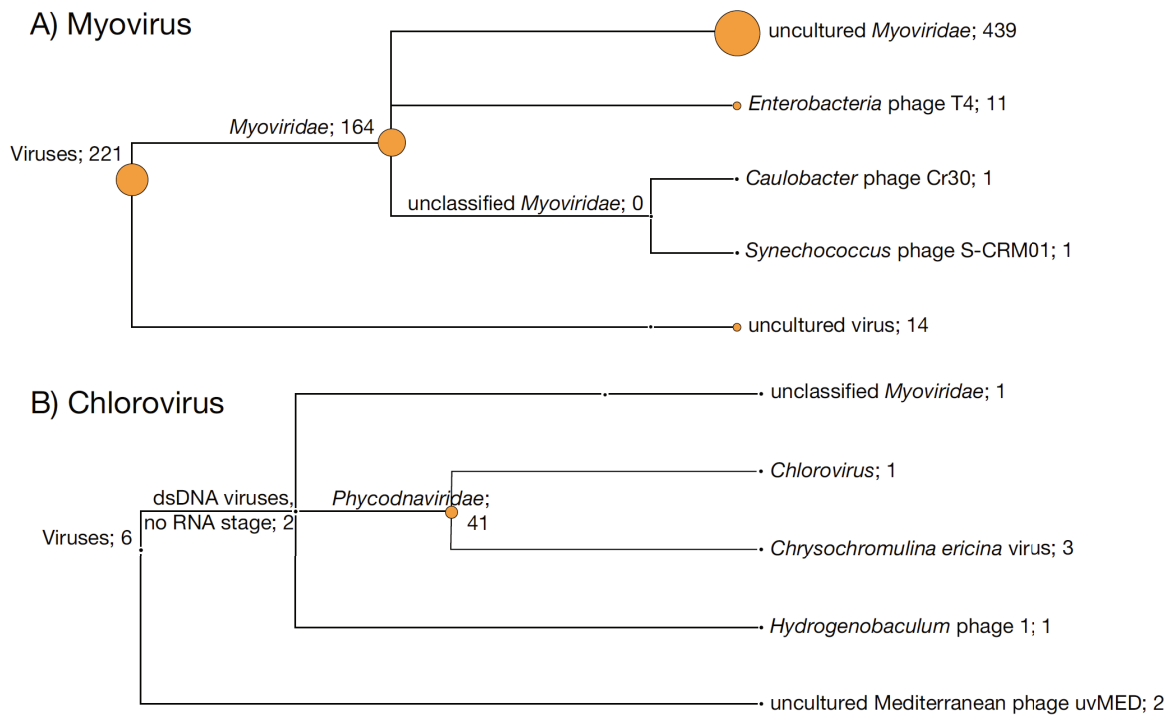 A) Myovirus
uncultured Myoviridae; 439
Enterobacteria phage T4; 11
Myoviridae; 164
Viruses; 221
Caulobacter phage Cr30; 1
unclassified Myoviridae; 0
Synechococcus phage S-CRM01; 1
uncultured virus; 14
B) Chlorovirus
unclassified Myoviridae; 1
Chlorovirus; 1
dsDNA viruses,
no RNA stage; 2
Phycodnaviridae;
41
Viruses; 6
Chrysochromulina ericina virus; 3
Hydrogenobaculum phage 1; 1
uncultured Mediterranean phage uvMED; 2